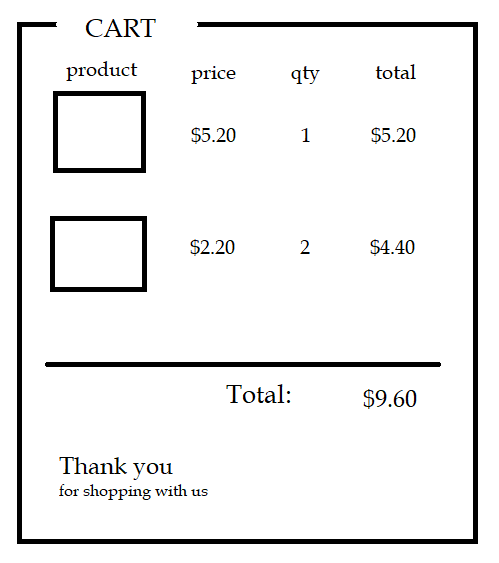 CART
product price qty total
$5.20 1 $5.20
$2.20 2 $4.40
Total: $9.60
Thank you
for shopping with us